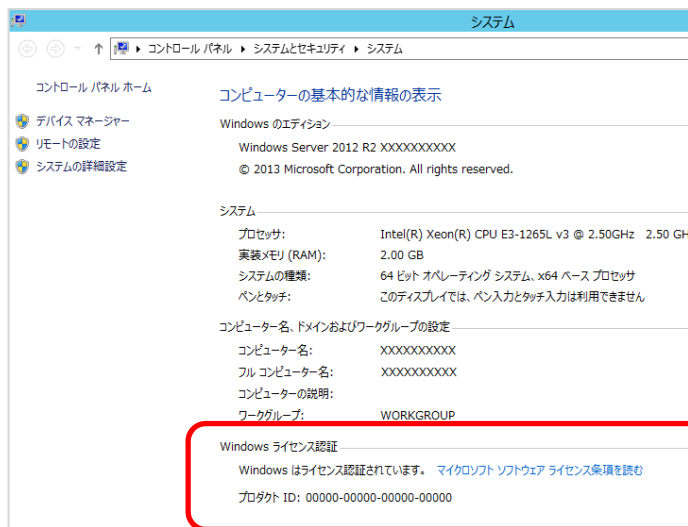 システム
コントロール パネル ▸ システムとセキュリティ ▸ システム
コントロール パネル ホーム
デバイス マネージャー
リモートの設定
システムの詳細設定
コンピューターの基本的な情報の表示
Windows のエディション
Windows Server 2012 R2 XXXXXXXXXX
© 2013 Microsoft Corporation. All rights reserved.
システム
プロセッサ: Intel(R) Xeon(R) CPU E3-1265L v3 @ 2.50GHz 2.50 GH
実装メモリ (RAM): 2.00 GB
システムの種類: 64 ビット オペレーティング システム、x64 ベース プロセッサ
ペンとタッチ: このディスプレイでは、ペン入力とタッチ入力は利用できません
コンピューター名、ドメインおよびワークグループの設定
コンピューター名: XXXXXXXXXX
フル コンピューター名: XXXXXXXXXX
コンピューターの説明:
ワークグループ: WORKGROUP
Windows ライセンス認証
Windows はライセンス認証されています。 マイクロソフト ソフトウェア ライセンス条項を読む
プロダクト ID: 00000-00000-00000-00000